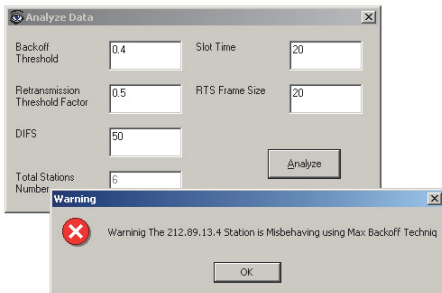 Analyze Data
Backoff
Threshold
0.4
Slot Time
20
Retransmission
Threshold Factor
0.5
RTS Frame Size
20
DIFS
50
Analyze
Total Stations
Number
6
Warning
Warninig The 212.89.13.4 Station is Misbehaving using Max Backoff Techniq
OK